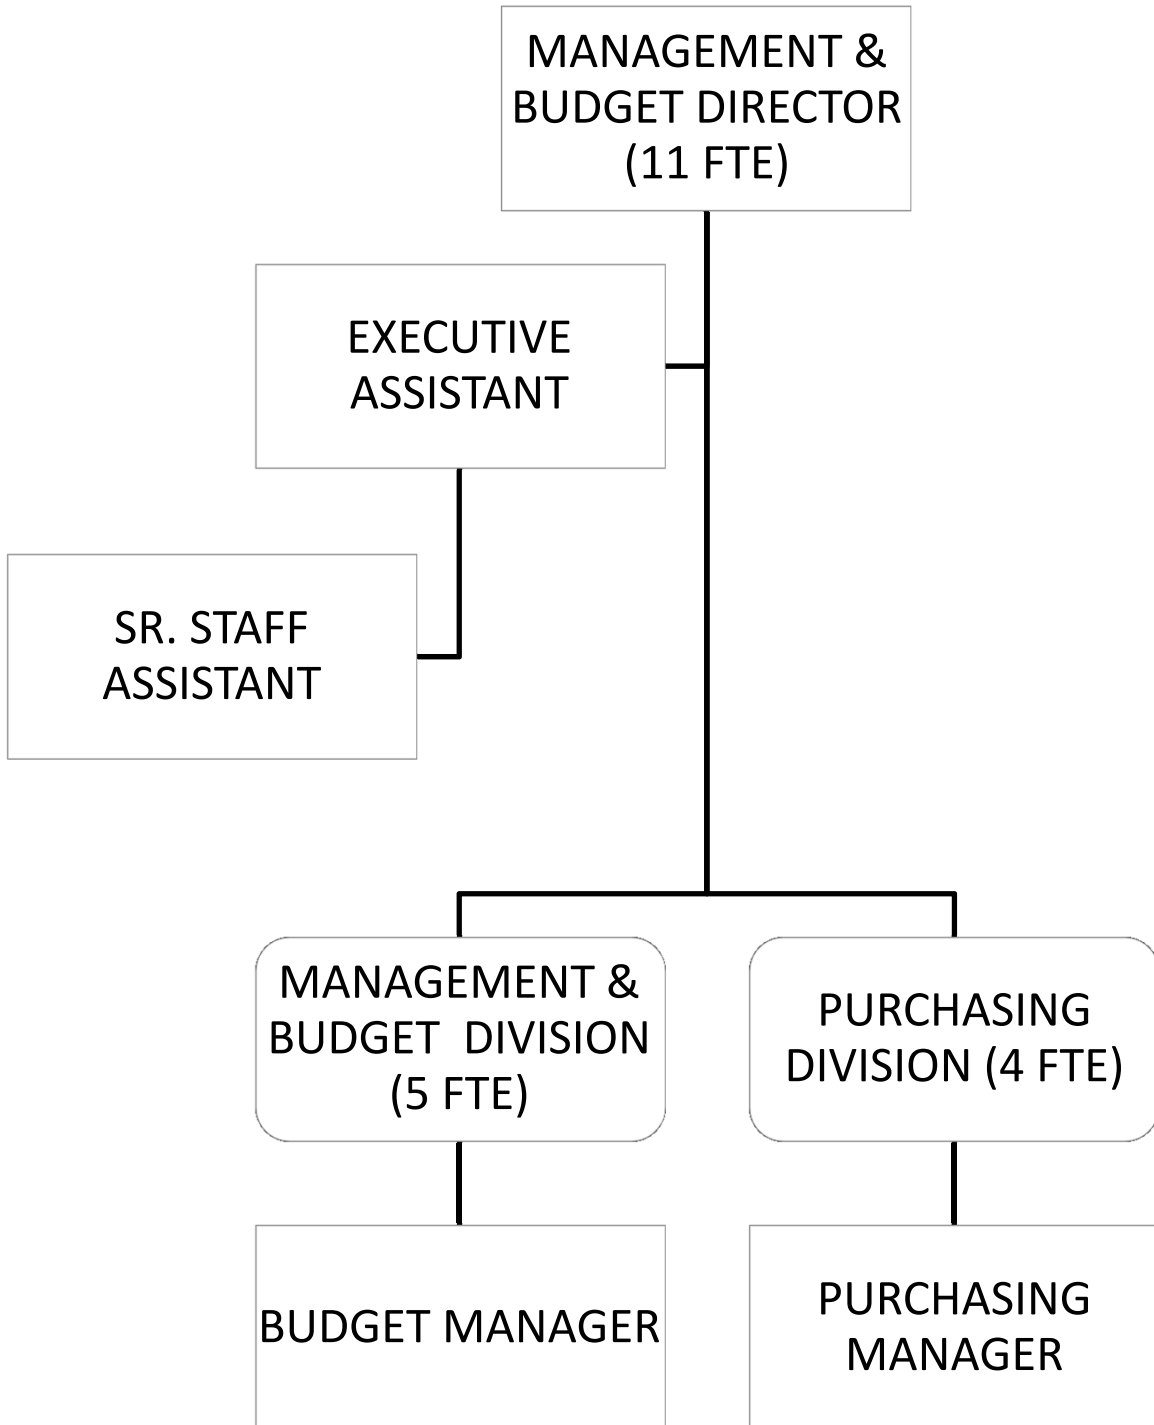 MANAGEMENT &
BUDGET DIRECTOR
(11 FTE)
EXECUTIVE
ASSISTANT
SR. STAFF
ASSISTANT
MANAGEMENT &
BUDGET  DIVISION
(5 FTE)
PURCHASING
DIVISION (4 FTE)
BUDGET MANAGER
PURCHASING
MANAGER